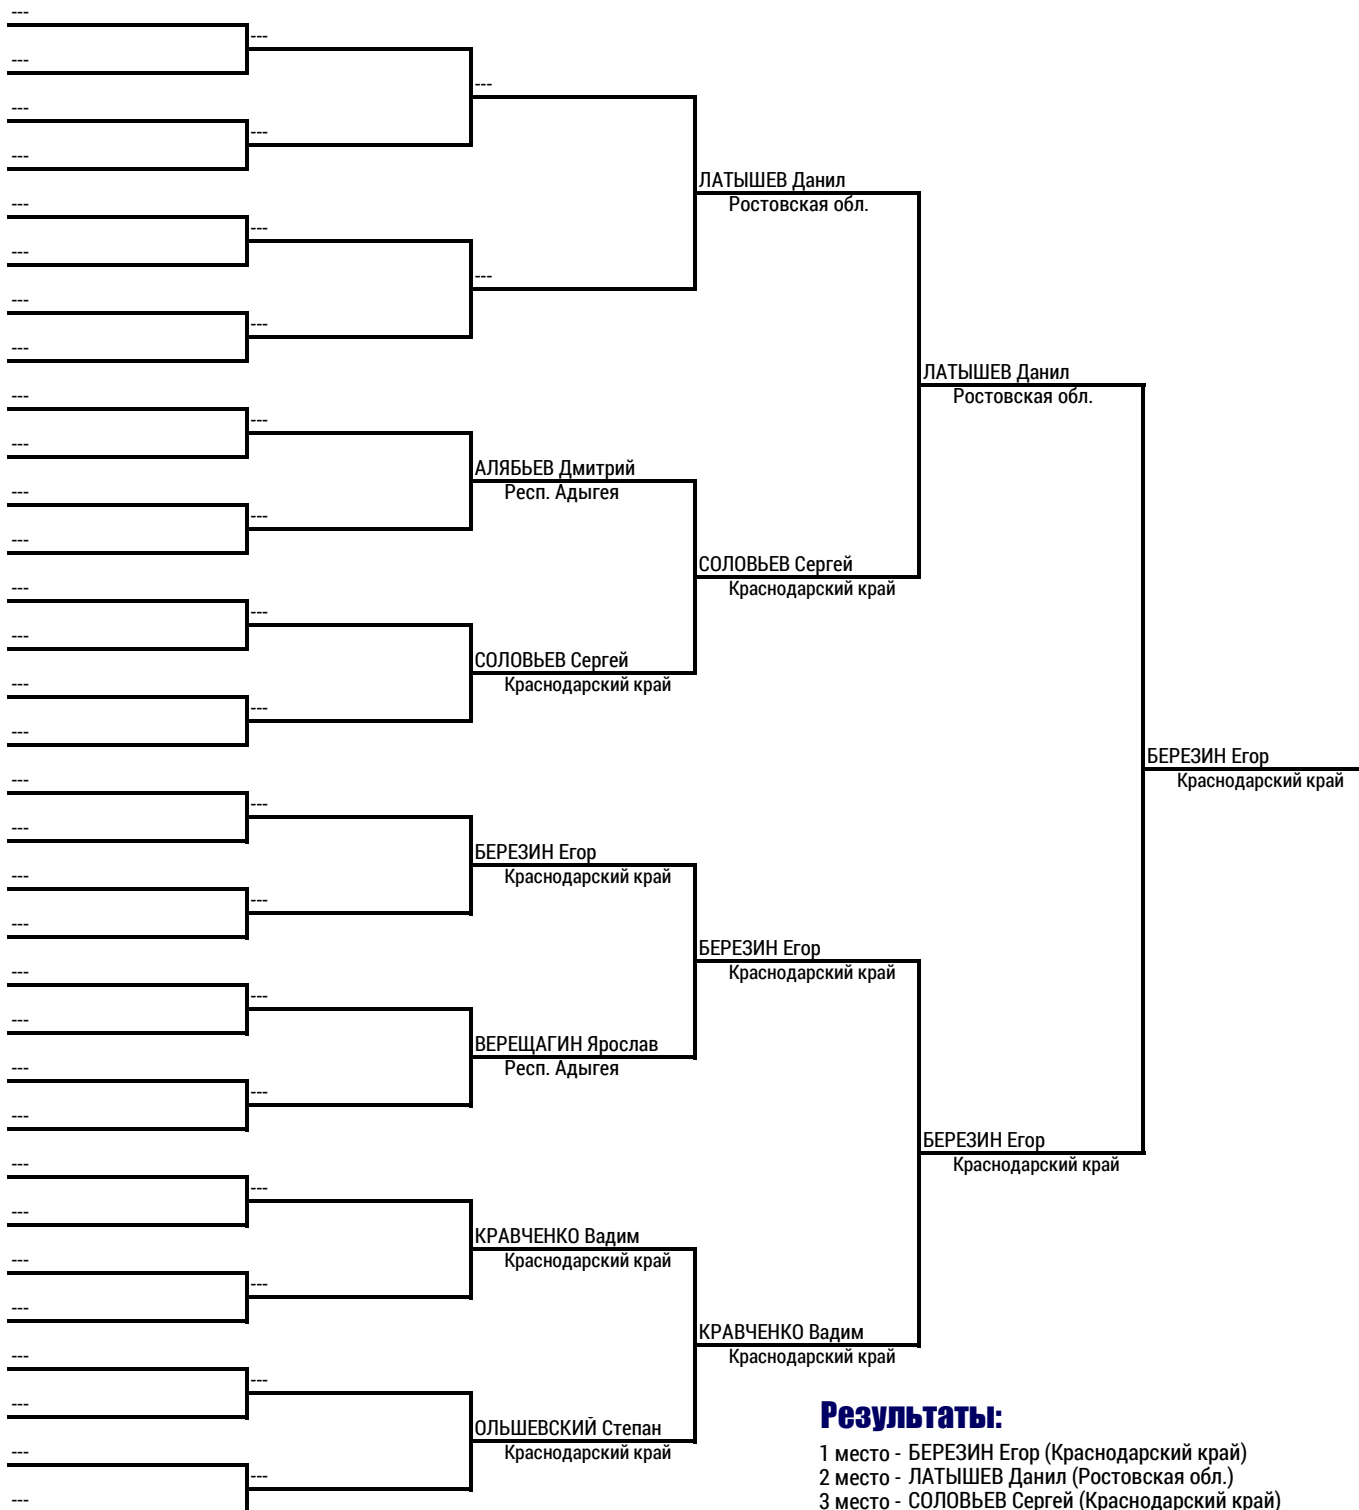 ---
---
---
---
---
---
---
---
---
---
---
---
---
---
ЛАТЫШЕВ Данил
Ростовская обл.
---
---
---
---
---
---
---
---
АЛЯБЬЕВ Дмитрий
Респ. Адыгея
---
---
---
---
---
---
СОЛОВЬЕВ Сергей
Краснодарский край
СОЛОВЬЕВ Сергей
Краснодарский край
ЛАТЫШЕВ Данил
Ростовская обл.
---
---
---
---
---
---
БЕРЕЗИН Егор
Краснодарский край
---
---
---
---
---
---
ВЕРЕЩАГИН Ярослав
Респ. Адыгея
БЕРЕЗИН Егор
Краснодарский край
---
---
---
---
---
---
КРАВЧЕНКО Вадим
Краснодарский край
---
---
---
---
---
---
ОЛЬШЕВСКИЙ Степан
Краснодарский край
КРАВЧЕНКО Вадим
Краснодарский край
БЕРЕЗИН Егор
Краснодарский край
БЕРЕЗИН Егор
Краснодарский край
Результаты:
1 место - БЕРЕЗИН Егор (Краснодарский край)
2 место - ЛАТЫШЕВ Данил (Ростовская обл.)
3 место - СОЛОВЬЕВ Сергей (Краснодарский край)